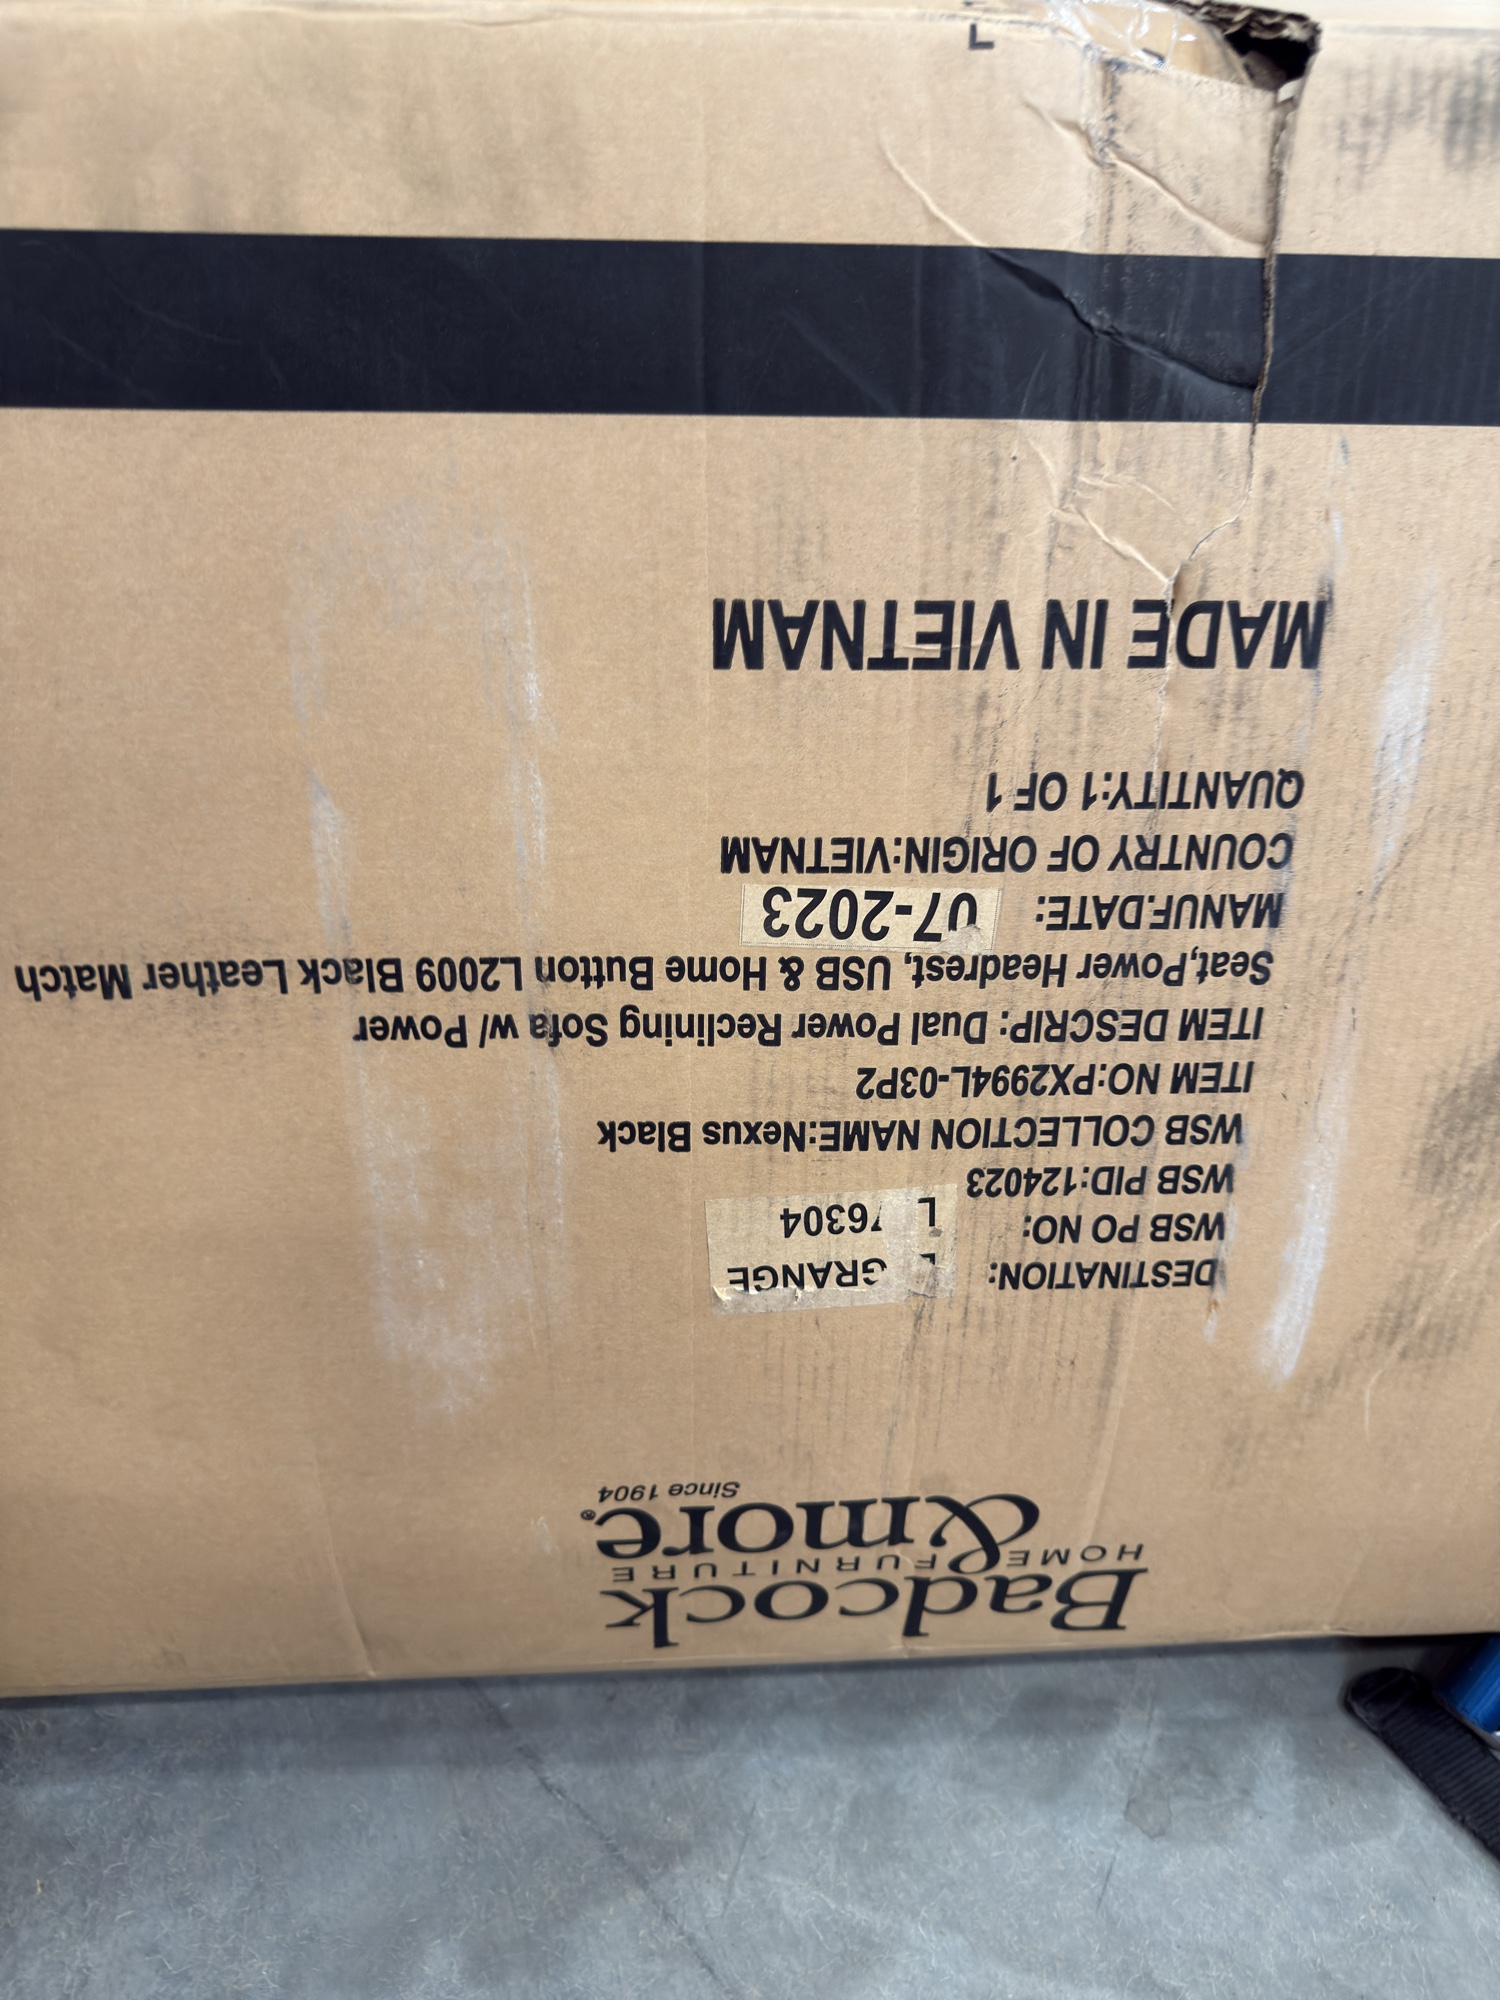 Badcock
HOME FURNITURE
&more®
Since 1904
DESTINATION: GRANGE
WSB PO NO: L 76304
WSB PID:124023
WSB COLLECTION NAME:Nexus Black
ITEM NO:PX2994L-03P2
ITEM DESCRIP: Dual Power Reclining Sofa w/ Power
Seat,Power Headrest, USB & Home Button L2009 Black Leather Match
MANUF.DATE: 07-2023
COUNTRY OF ORIGIN:VIETNAM
QUANTITY:1 OF 1
MADE IN VIETNAM